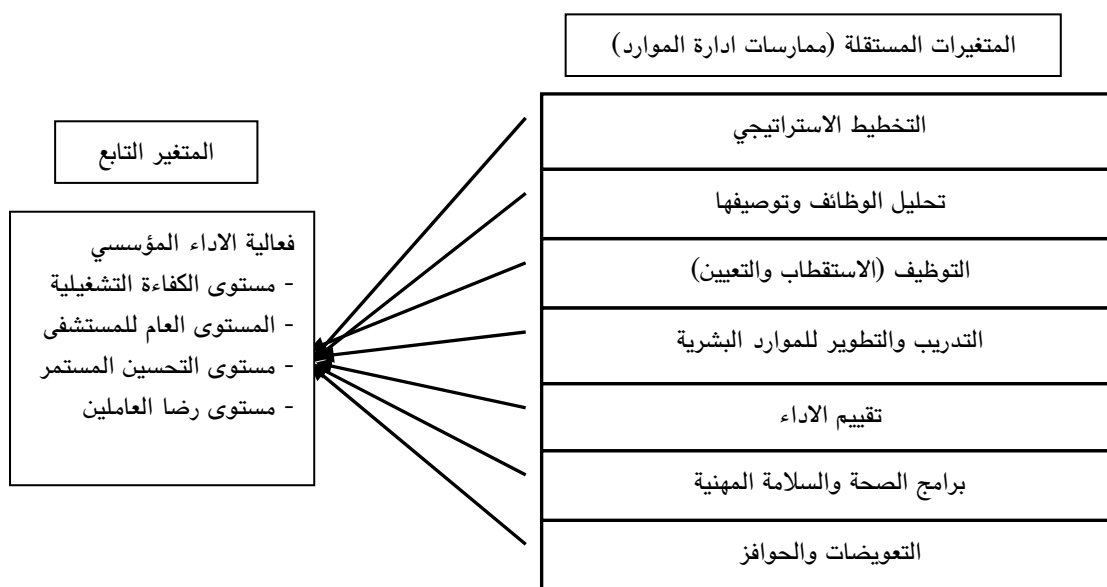 المتغيرات المستقلة (ممارسات ادارة الموارد)
التخطيط الاستراتيجي
تحليل الوظائف وتوصيفها
التوظيف (الاستقطاب والتعيين)
التدريب والتطوير للموارد البشرية
تقييم الاداء
برامج الصحة والسلامة المهنية
التعويضات والحوافز
المتغير التابع
فعالية الاداء المؤسسي
- مستوى الكفاءة التشغيلية
- المستوى العام للمستشفى
- مستوى التحسين المستمر
- مستوى رضا العاملين